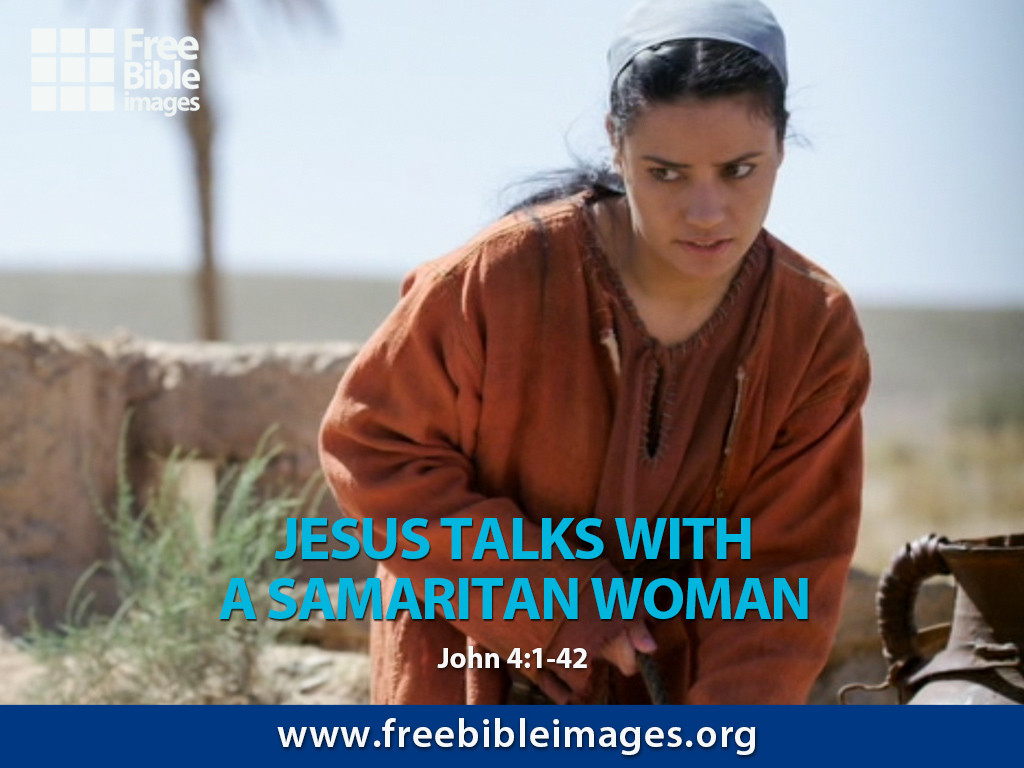 Free
Bible
images
JESUS TALKS WITH
A SAMARITAN WOMAN
John 4:1-42
www.freebibleimages.org